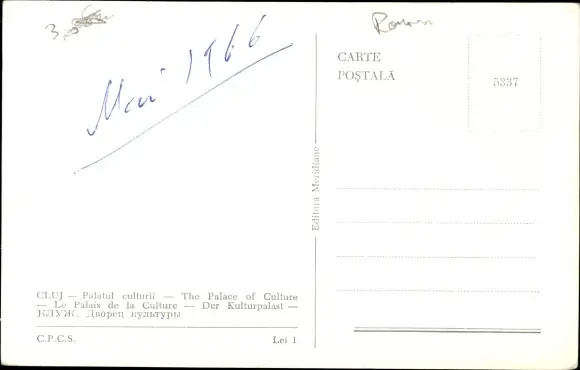 3
Mai 1966
CARTE
POȘTALĂ
5337
Editura Meridiane
CLUJ — Palatul culturii — The Palace of Culture
— Le Palais de la Culture — Der Kulturpalast —
КЛУЖ. Дворец культуры
C.P.C.S.
Lei 1